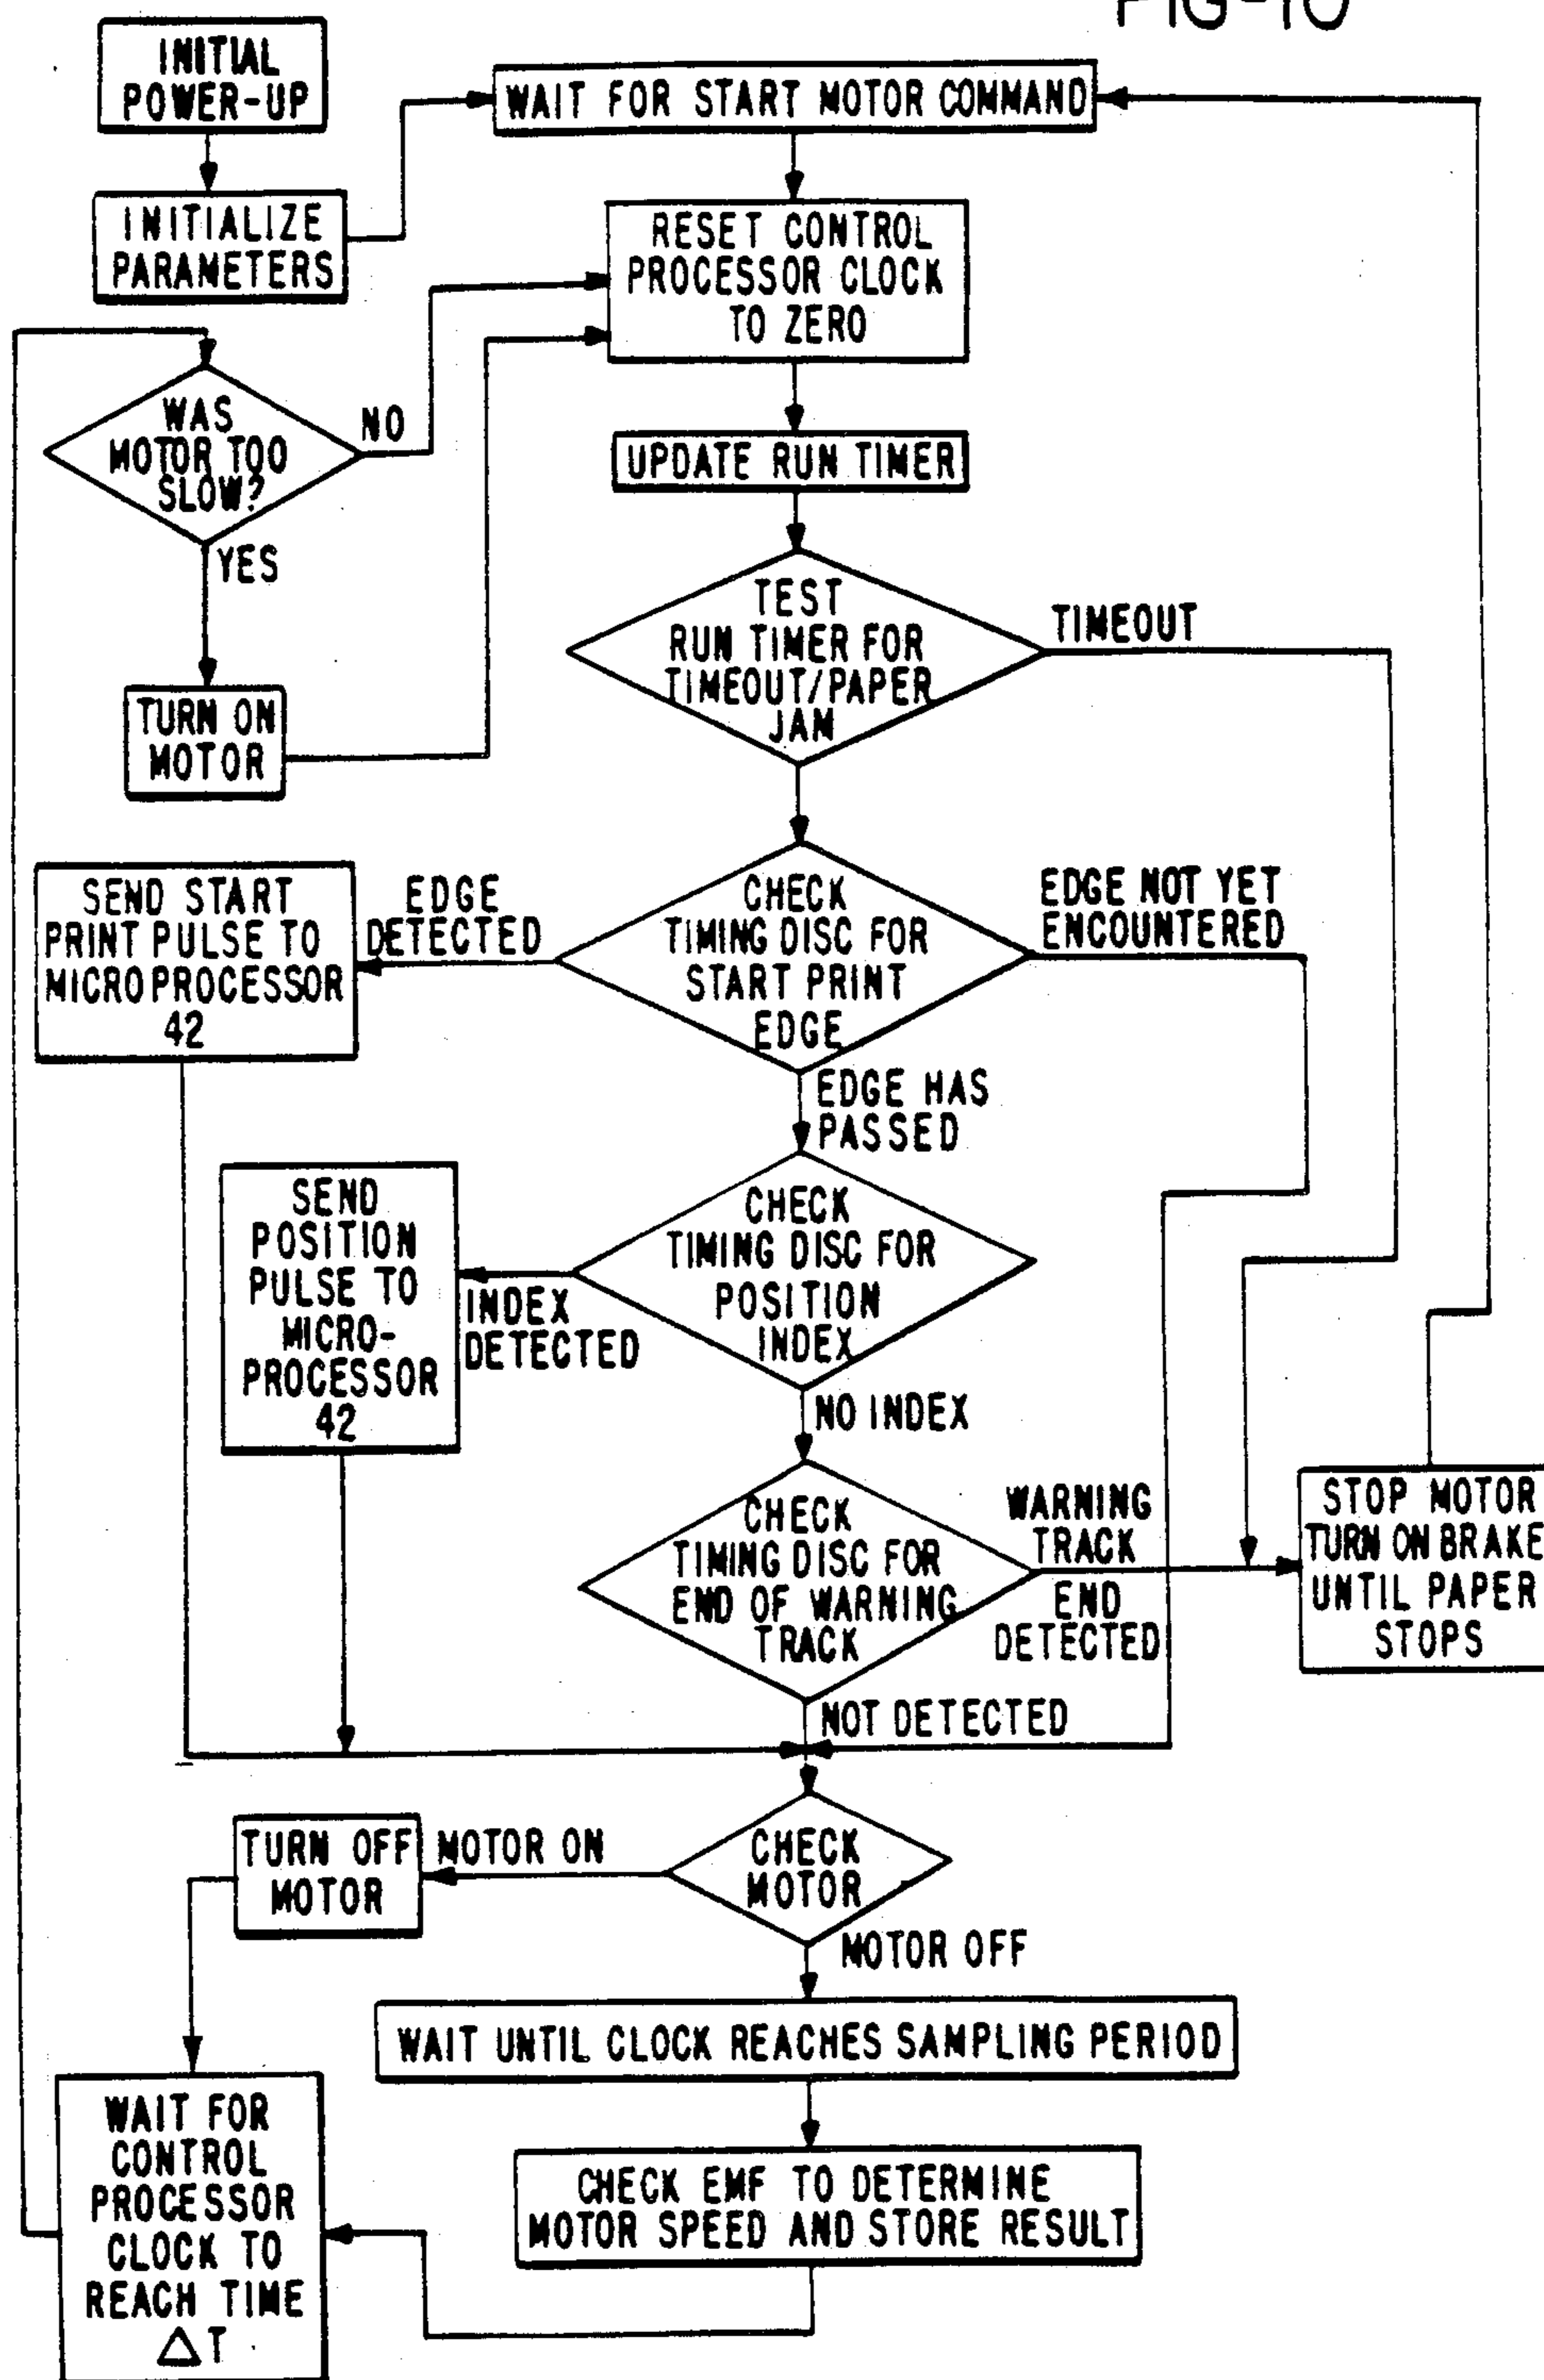 FIG-10
INITIAL
POWER-UP
WAIT FOR START MOTOR COMMAND
INITIALIZE
PARAMETERS
RESET CONTROL
PROCESSOR CLOCK
TO ZERO
WAS
MOTOR TOO
SLOW?
NO
YES
UPDATE RUN TIMER
TEST
RUN TIMER FOR
TIMEOUT/PAPER
JAM
TIMEOUT
TURN ON
MOTOR
SEND START
PRINT PULSE TO
MICROPROCESSOR
42
EDGE
DETECTED
CHECK
TIMING DISC FOR
START PRINT
EDGE
EDGE NOT YET
ENCOUNTERED
EDGE HAS
PASSED
SEND
POSITION
PULSE TO
MICRO-
PROCESSOR
42
INDEX
DETECTED
CHECK
TIMING DISC FOR
POSITION
INDEX
NO INDEX
CHECK
TIMING DISC FOR
END OF WARNING
TRACK
WARNING
TRACK
END
DETECTED
STOP MOTOR
TURN ON BRAKE
UNTIL PAPER
STOPS
NOT DETECTED
TURN OFF
MOTOR
MOTOR ON
CHECK
MOTOR
MOTOR OFF
WAIT UNTIL CLOCK REACHES SAMPLING PERIOD
WAIT FOR
CONTROL
PROCESSOR
CLOCK TO
REACH TIME
△T
CHECK EMF TO DETERMINE
MOTOR SPEED AND STORE RESULT